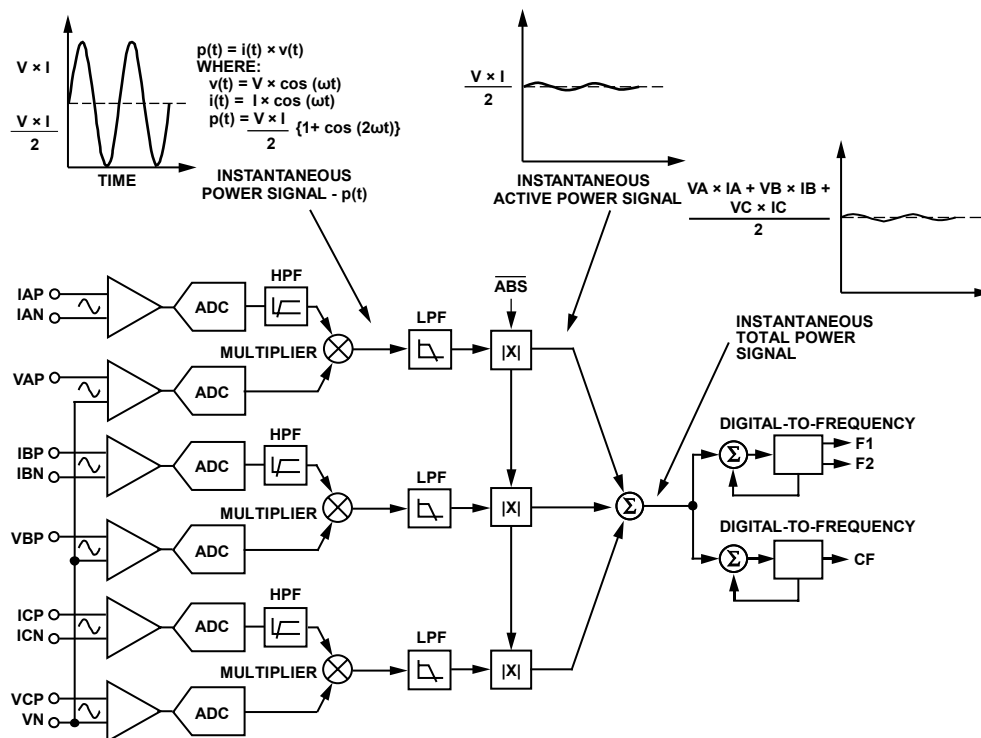 V × I
V × I
2
TIME
p(t) = i(t) × v(t)
WHERE:
v(t) = V × cos (ωt)
i(t) = I × cos (ωt)
p(t) = V × I
2
{1+ cos (2ωt)}
INSTANTANEOUS
POWER SIGNAL - p(t)
V × I
2
INSTANTANEOUS
ACTIVE POWER SIGNAL
VA × IA + VB × IB +
VC × IC
2
INSTANTANEOUS
TOTAL POWER
SIGNAL
IAP
IAN
ADC
HPF
MULTIPLIER
LPF
ABS
|X|
VAP
ADC
IBP
IBN
ADC
HPF
MULTIPLIER
LPF
|X|
Σ
VBP
ADC
ICP
ICN
ADC
HPF
MULTIPLIER
LPF
|X|
VCP
VN
ADC
DIGITAL-TO-FREQUENCY
Σ
F1
F2
DIGITAL-TO-FREQUENCY
Σ
CF